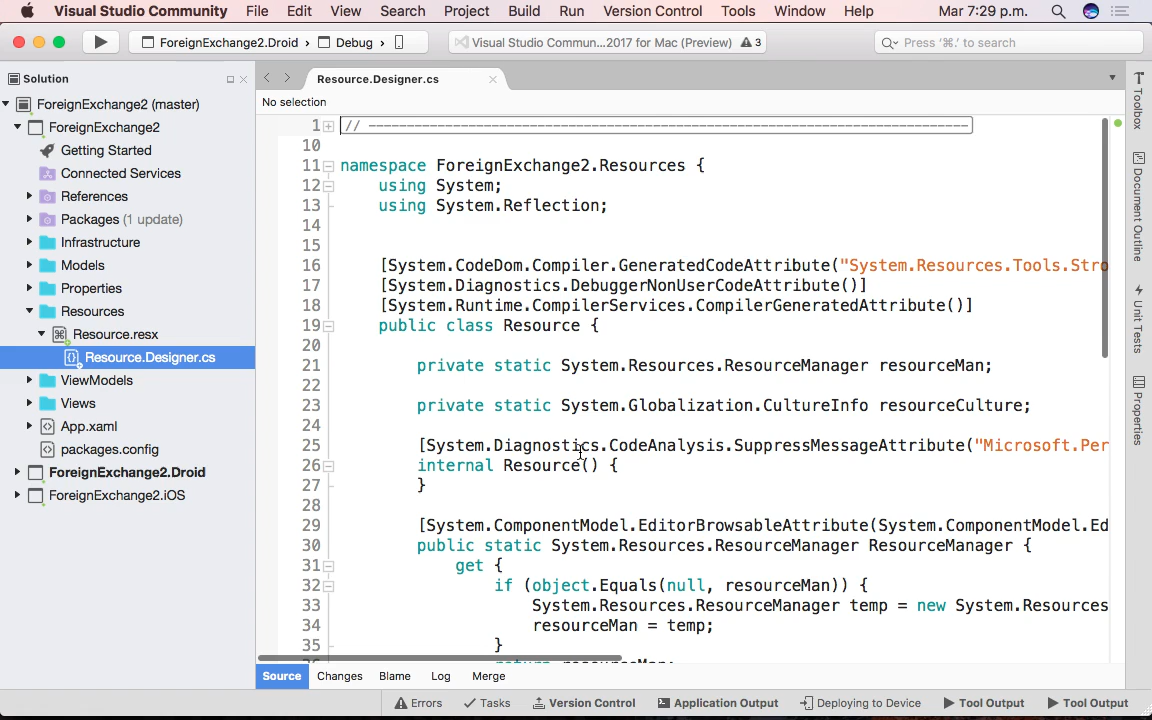 Visual Studio Community File Edit View Search Project Build Run Version Control Tools Window Help Mar 7:29 p.m.
ForeignExchange2.Droid › Debug › Visual Studio Commun...2017 for Mac (Preview) 3 Press ‘⌘.’ to search
Solution
ForeignExchange2 (master)
ForeignExchange2
Getting Started
Connected Services
References
Packages (1 update)
Infrastructure
Models
Properties
Resources
Resource.resx
Resource.Designer.cs
ViewModels
Views
App.xaml
packages.config
ForeignExchange2.Droid
ForeignExchange2.iOS
Resource.Designer.cs
No selection
1 // ------------------------------------------------------------------------------
10
11 namespace ForeignExchange2.Resources {
12 using System;
13 using System.Reflection;
14
15
16 [System.CodeDom.Compiler.GeneratedCodeAttribute("System.Resources.Tools.Stro
17 [System.Diagnostics.DebuggerNonUserCodeAttribute()]
18 [System.Runtime.CompilerServices.CompilerGeneratedAttribute()]
19 public class Resource {
20
21 private static System.Resources.ResourceManager resourceMan;
22
23 private static System.Globalization.CultureInfo resourceCulture;
24
25 [System.Diagnostics.CodeAnalysis.SuppressMessageAttribute("Microsoft.Per
26 internal Resource() {
27 }
28
29 [System.ComponentModel.EditorBrowsableAttribute(System.ComponentModel.Ed
30 public static System.Resources.ResourceManager ResourceManager {
31 get {
32 if (object.Equals(null, resourceMan)) {
33 System.Resources.ResourceManager temp = new System.Resources
34 resourceMan = temp;
35 }
Source Changes Blame Log Merge
Errors Tasks Version Control Application Output Deploying to Device Tool Output Tool Output
Toolbox
Document Outline
Unit Tests
Properties